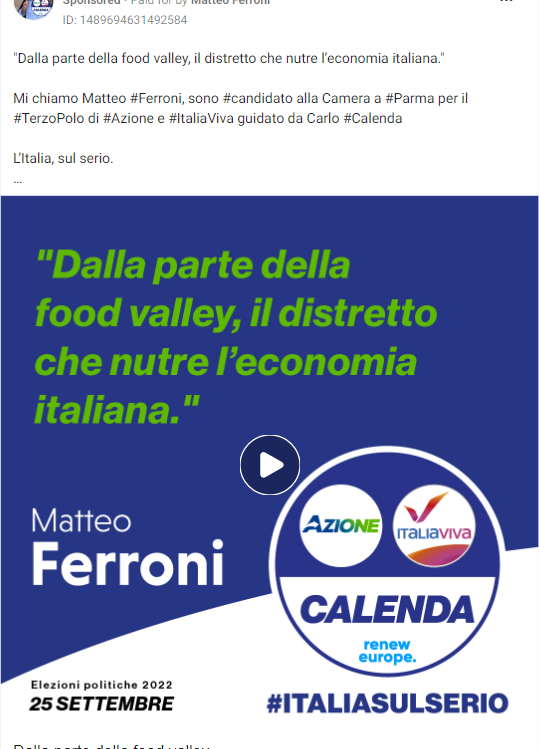 Sponsored • Paid for by Matteo Ferroni
ID: 1489694631492584
"Dalla parte della food valley, il distretto che nutre l’economia italiana."
Mi chiamo Matteo #Ferroni, sono #candidato alla Camera a #Parma per il
#TerzoPolo di #Azione e #ItaliaViva guidato da Carlo #Calenda
L’Italia, sul serio.
...
"Dalla parte della
food valley, il distretto
che nutre l’economia
italiana."
Matteo
Ferroni
AZIONE
ITALIAVIVA
CALENDA
renew
europe.
Elezioni politiche 2022
25 SETTEMBRE
#ITALIASULSERIO
Dalla parte della food valley